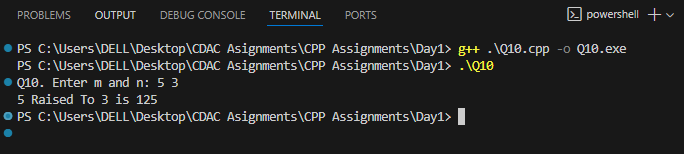 PROBLEMS OUTPUT DEBUG CONSOLE TERMINAL PORTS powershell
PS C:\Users\DELL\Desktop\CDAC Asignments\CPP Assignments\Day1> g++ .\Q10.cpp -o Q10.exe
PS C:\Users\DELL\Desktop\CDAC Asignments\CPP Assignments\Day1> .\Q10
Q10. Enter m and n: 5 3
5 Raised To 3 is 125
PS C:\Users\DELL\Desktop\CDAC Asignments\CPP Assignments\Day1>